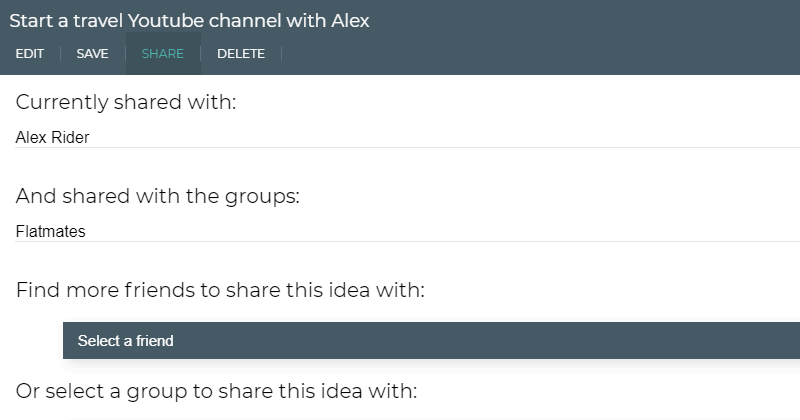 Start a travel Youtube channel with Alex
EDIT SAVE SHARE DELETE
Currently shared with:
Alex Rider
And shared with the groups:
Flatmates
Find more friends to share this idea with:
Select a friend
Or select a group to share this idea with: